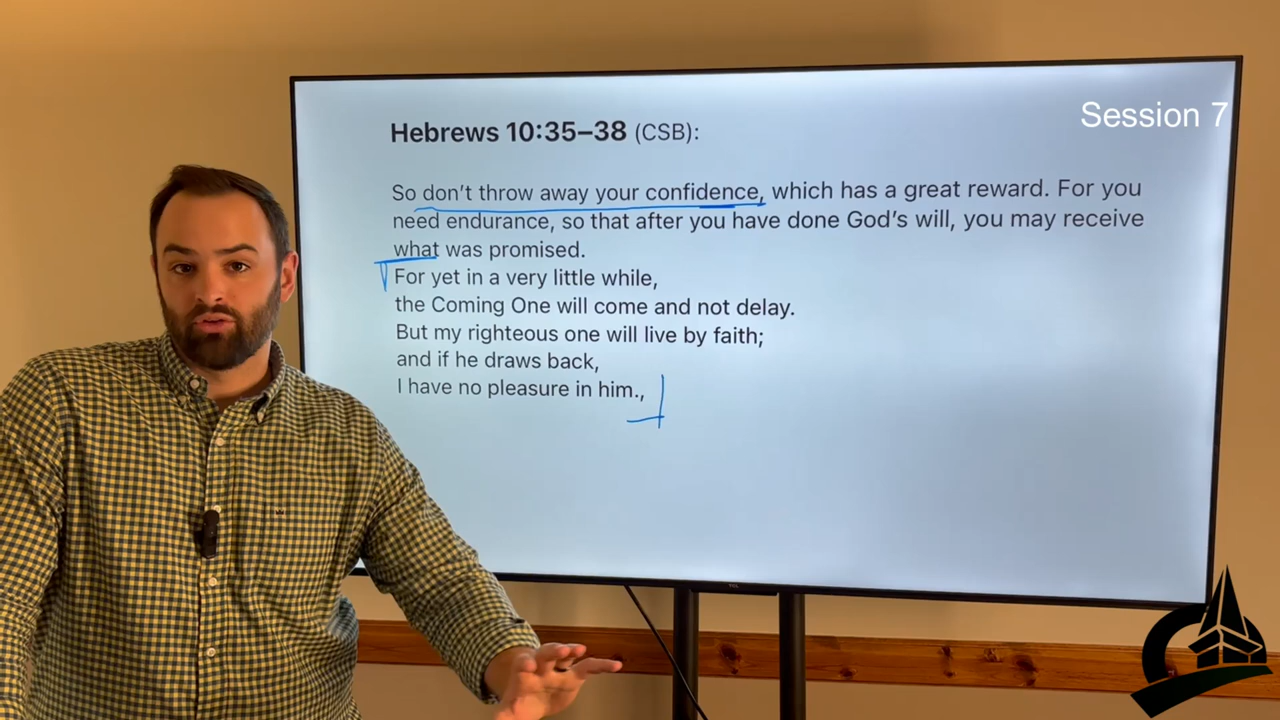 Session 7
Hebrews 10:35–38 (CSB):
So don't throw away your confidence, which has a great reward. For you
need endurance, so that after you have done God's will, you may receive
what was promised.
For yet in a very little while,
the Coming One will come and not delay.
But my righteous one will live by faith;
and if he draws back,
I have no pleasure in him.,
TCL